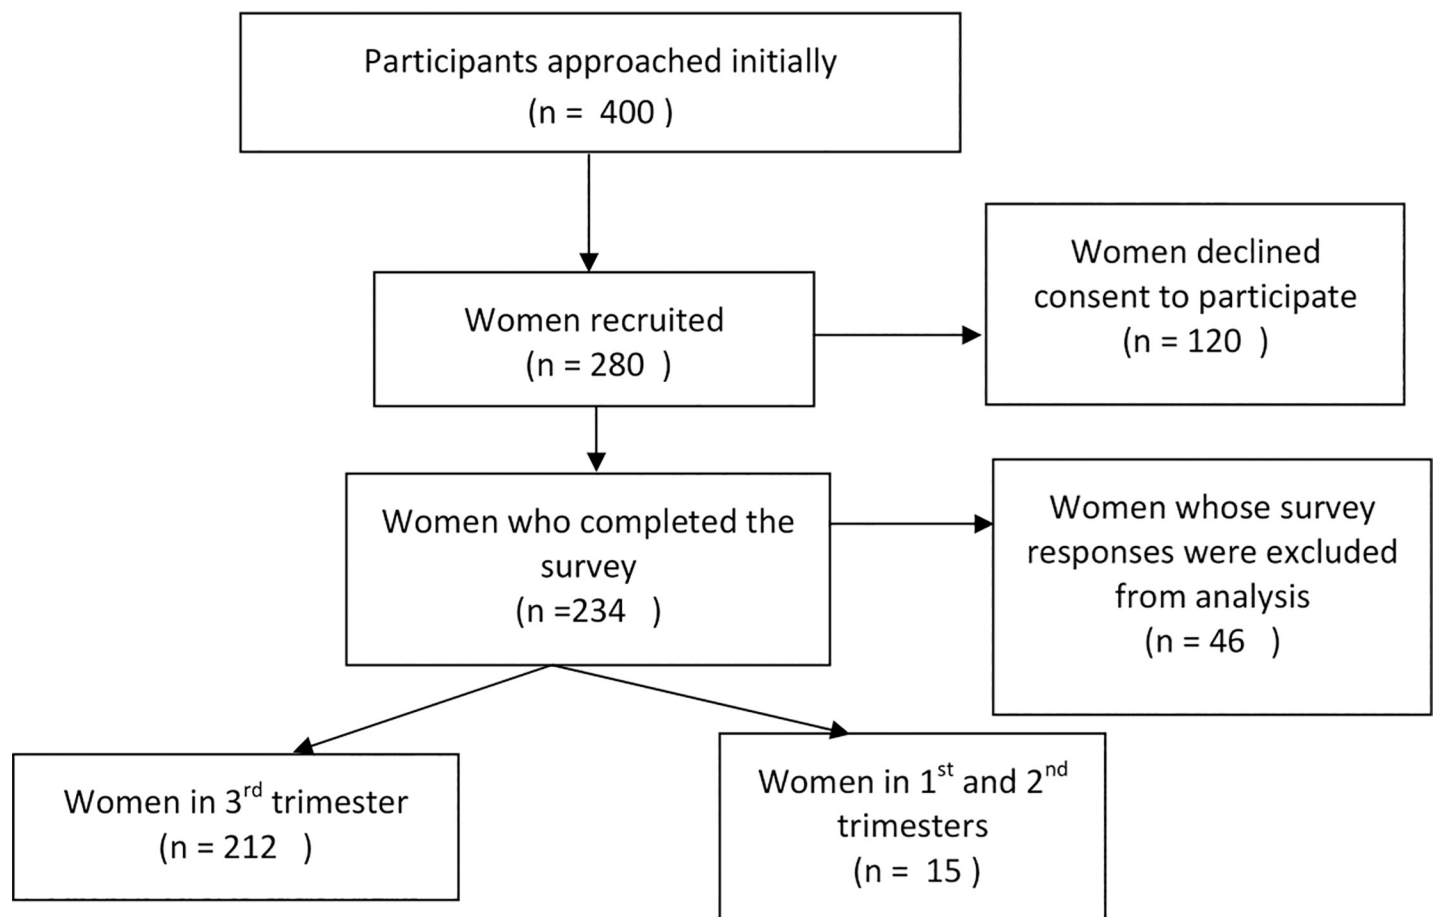 Participants approached initially
(n =  400 )
Women declined
consent to participate
(n = 120  )
Women recruited
(n = 280  )
Women who completed the
survey
(n =234   )
Women whose survey
responses were excluded
from analysis
(n = 46   )
Women in 3rd trimester
(n = 212   )
Women in 1st and 2nd
trimesters
(n =  15 )